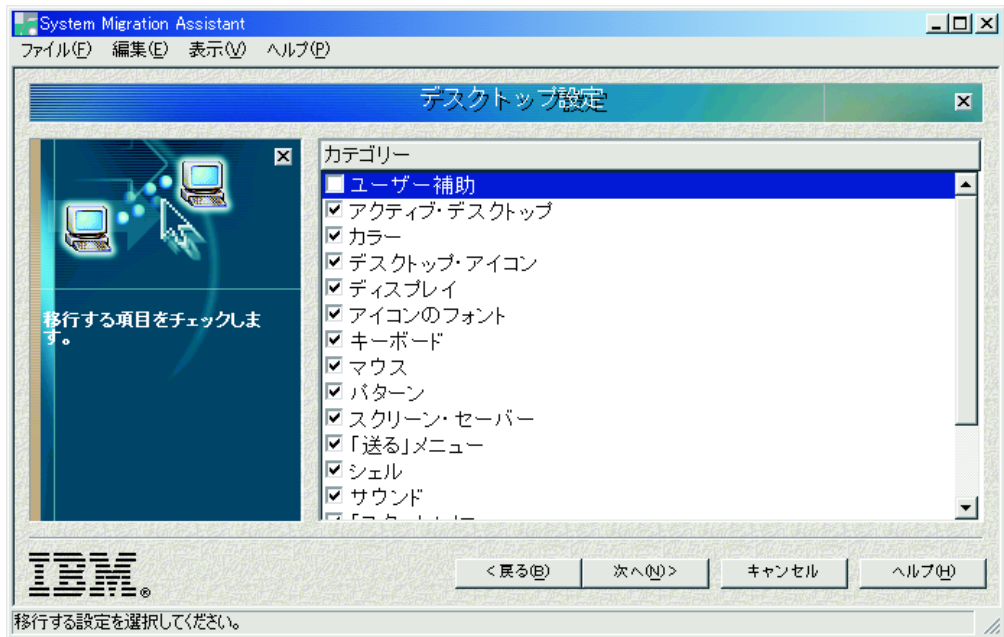 System Migration Assistant
ファイル(F) 編集(E) 表示(V) ヘルプ(P)
デスクトップ設定
移行する項目をチェックしま
す。
カテゴリー
ユーザー補助
アクティブ・デスクトップ
カラー
デスクトップ・アイコン
ディスプレイ
アイコンのフォント
キーボード
マウス
パターン
スクリーン・セーバー
「送る」メニュー
シェル
サウンド
IBM®
<戻る(B) 次へ(N)> キャンセル ヘルプ(H)
移行する設定を選択してください。